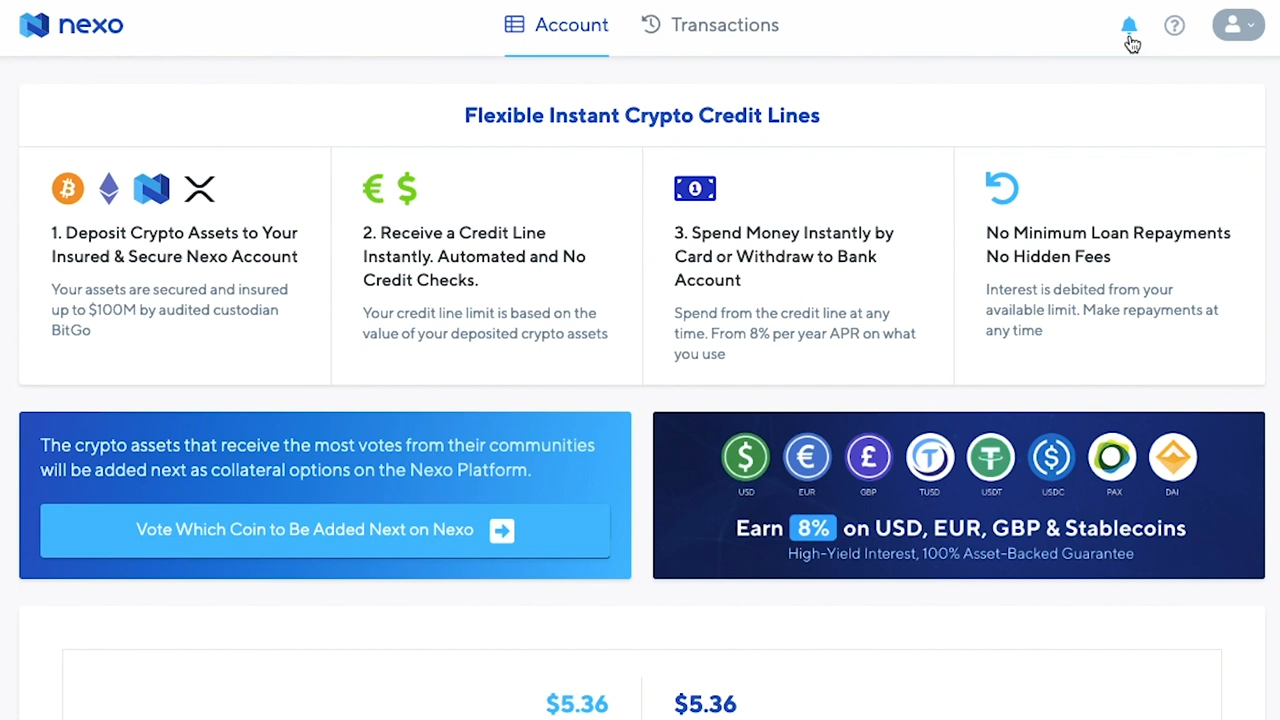 nexo
Account
Transactions
Flexible Instant Crypto Credit Lines
1. Deposit Crypto Assets to Your
Insured & Secure Nexo Account
Your assets are secured and insured
up to $100M by audited custodian
BitGo
2. Receive a Credit Line
Instantly. Automated and No
Credit Checks.
Your credit line limit is based on the
value of your deposited crypto assets
3. Spend Money Instantly by
Card or Withdraw to Bank
Account
Spend from the credit line at any
time. From 8% per year APR on what
you use
No Minimum Loan Repayments
No Hidden Fees
Interest is debited from your
available limit. Make repayments at
any time
The crypto assets that receive the most votes from their communities
will be added next as collateral options on the Nexo Platform.
Vote Which Coin to Be Added Next on Nexo
USD EUR GBP TUSD USDT USDC PAX DAI
Earn 8% on USD, EUR, GBP & Stablecoins
High-Yield Interest, 100% Asset-Backed Guarantee
$5.36 $5.36